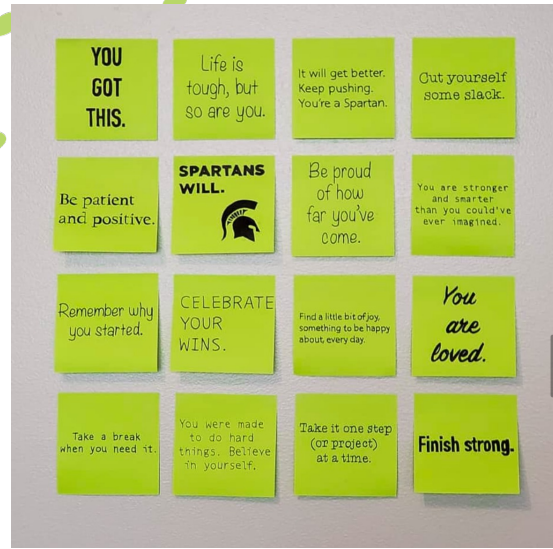 YOU
GOT
THIS.
Life is
tough, but
so are you.
It will get better.
Keep pushing.
You're a Spartan.
Cut yourself
some slack.
Be patient
and positive.
SPARTANS
WILL.
Be proud
of how
far you've
come.
You are stronger
and smarter
than you could've
ever imagined.
Remember why
you started.
CELEBRATE
YOUR
WINS.
Find a little bit of joy,
something to be happy
about, every day.
You
are
loved.
Take a break
when you need it.
You were made
to do hard
things. Believe
in yourself.
Take it one step
(or project)
at a time.
Finish strong.